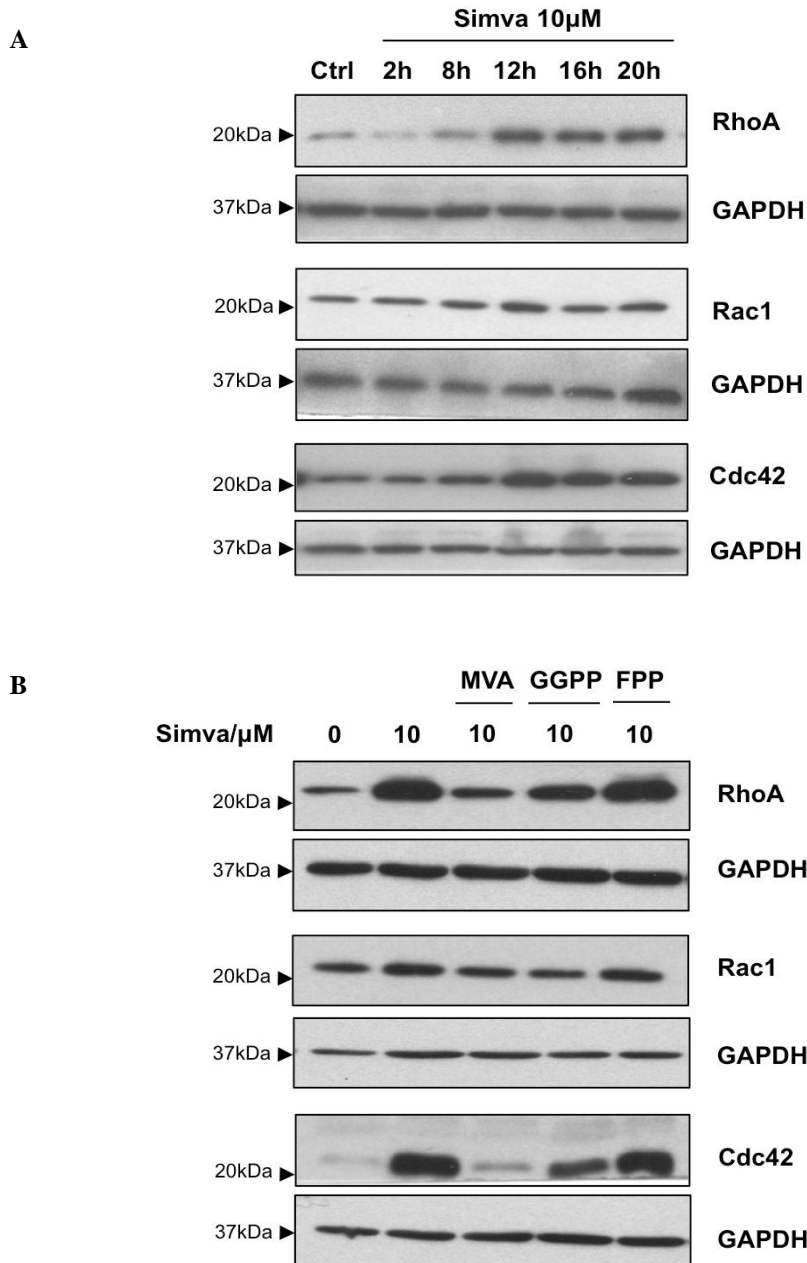 A
Simva 10µM
Ctrl 2h 8h 12h 16h 20h
20kDa RhoA
37kDa GAPDH
20kDa Rac1
37kDa GAPDH
20kDa Cdc42
37kDa GAPDH
B
MVA GGPP FPP
Simva/µM 0 10 10 10 10
20kDa RhoA
37kDa GAPDH
20kDa Rac1
37kDa GAPDH
20kDa Cdc42
37kDa GAPDH